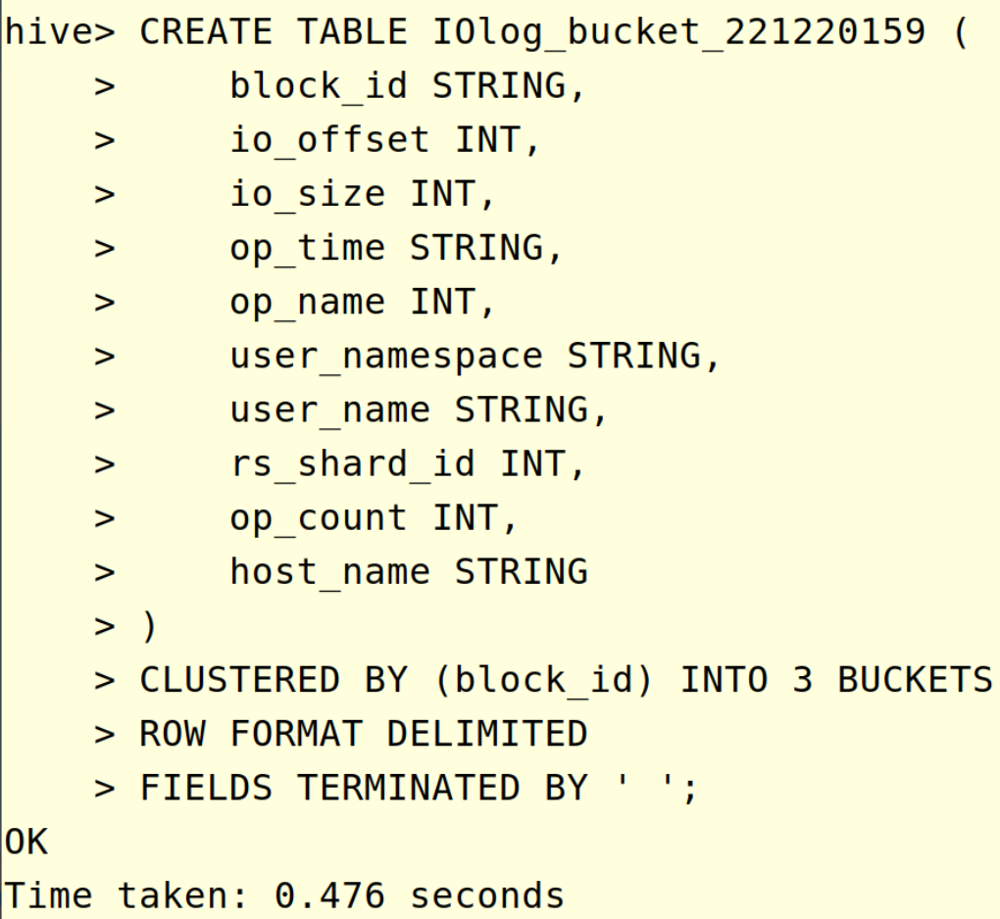 hive> CREATE TABLE IOlog_bucket_221220159 (
    >     block_id STRING,
    >     io_offset INT,
    >     io_size INT,
    >     op_time STRING,
    >     op_name INT,
    >     user_namespace STRING,
    >     user_name STRING,
    >     rs_shard_id INT,
    >     op_count INT,
    >     host_name STRING
    > )
    > CLUSTERED BY (block_id) INTO 3 BUCKETS
    > ROW FORMAT DELIMITED
    > FIELDS TERMINATED BY ' ';
OK
Time taken: 0.476 seconds